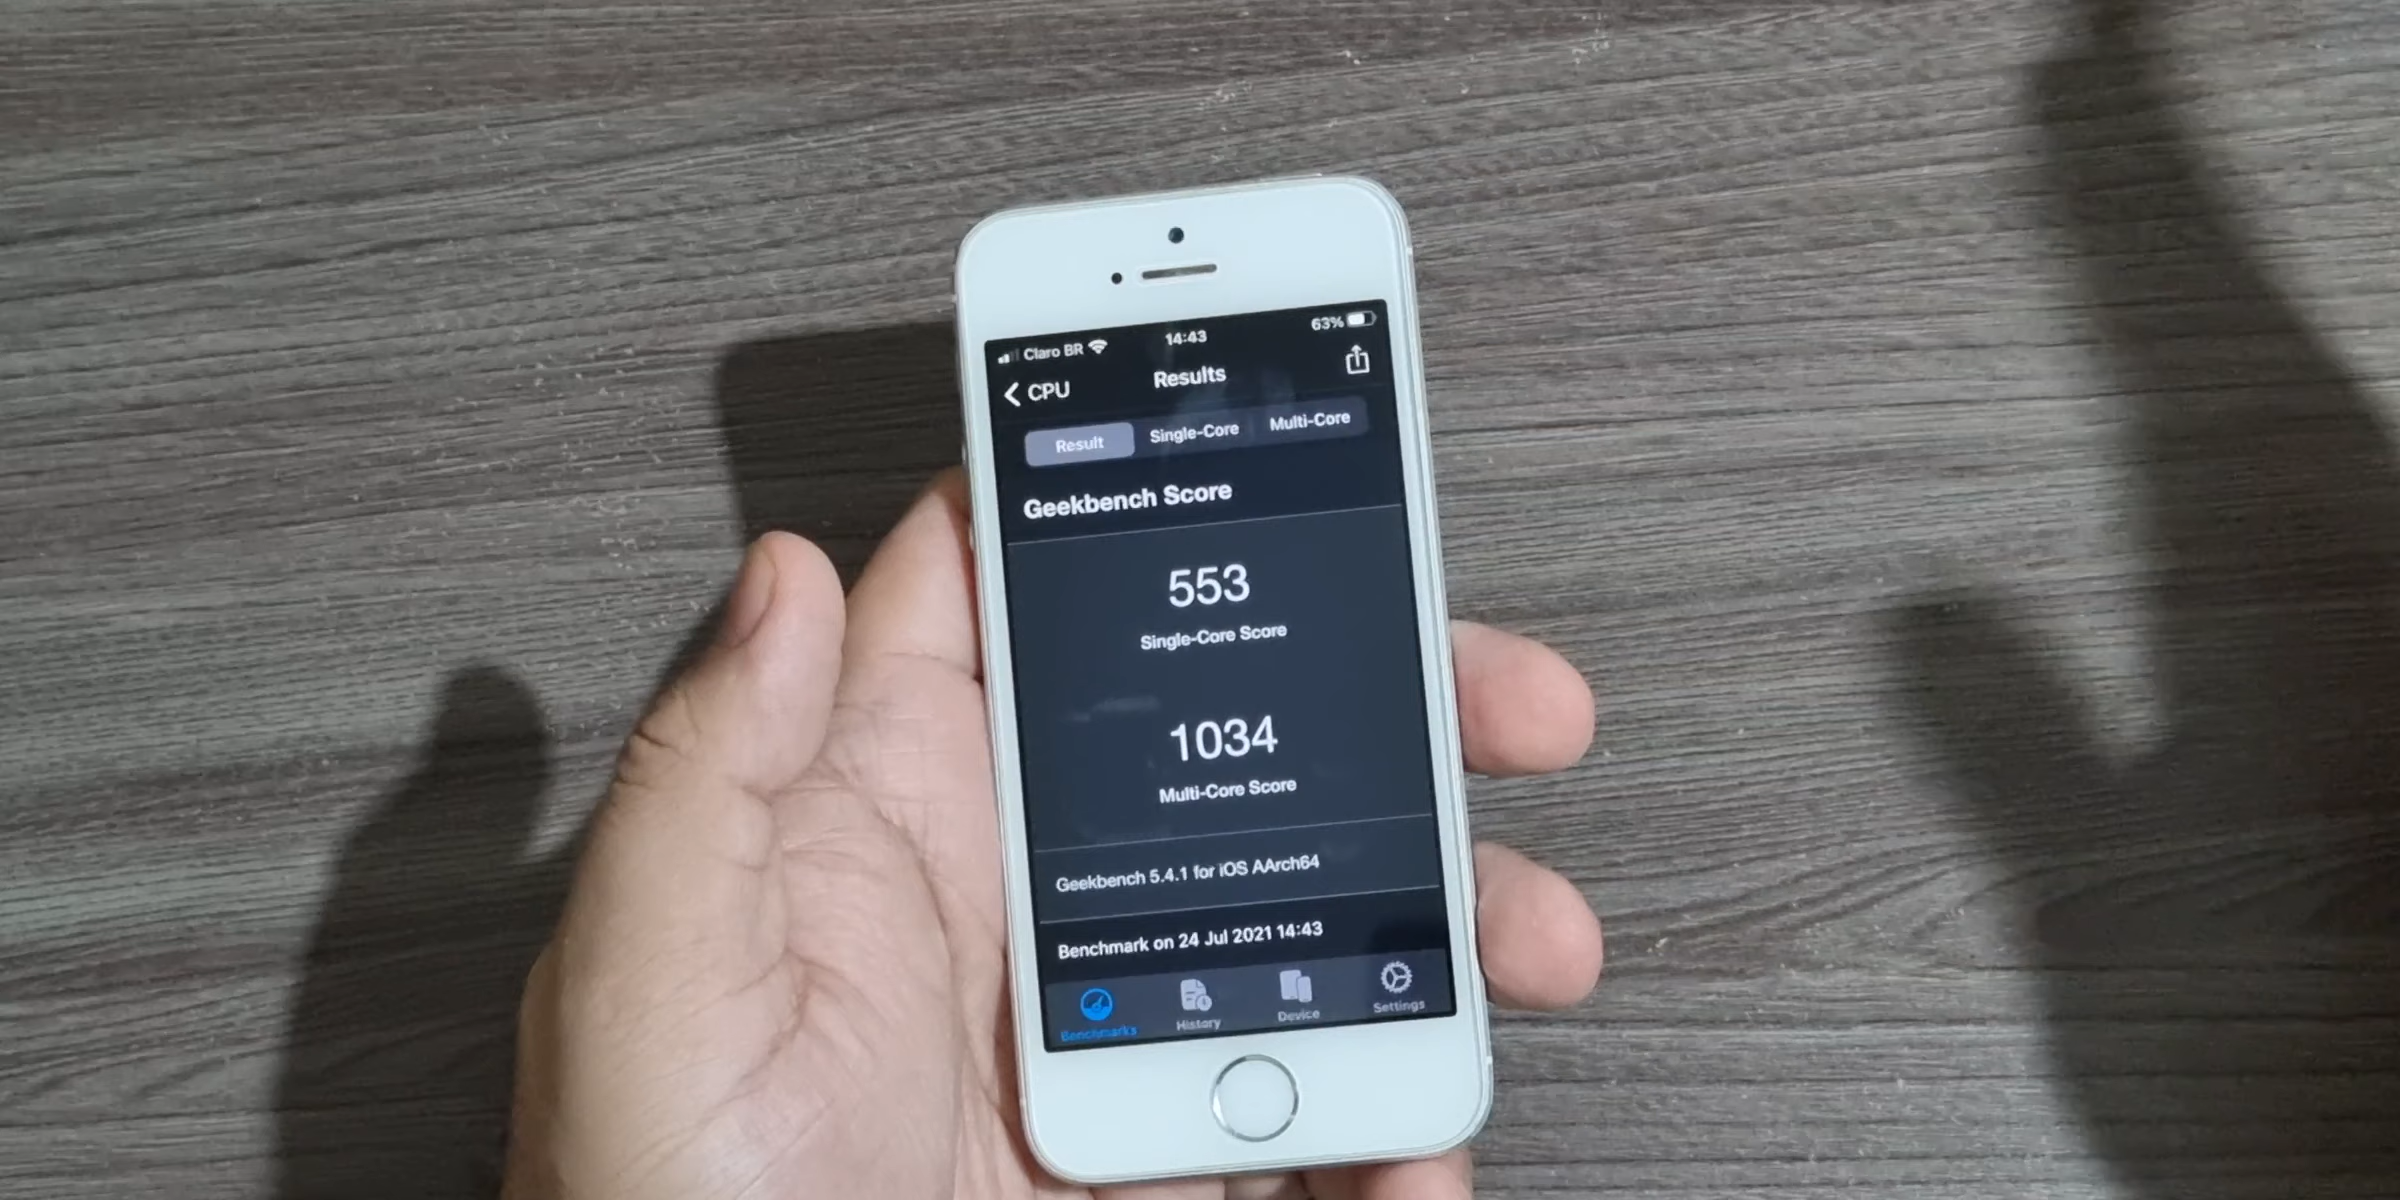 Claro BR 14:43 63%
CPU Results
Result Single-Core Multi-Core
Geekbench Score
553
Single-Core Score
1034
Multi-Core Score
Geekbench 5.4.1 for iOS AArch64
Benchmark on 24 Jul 2021 14:43
Benchmarks History Device Settings